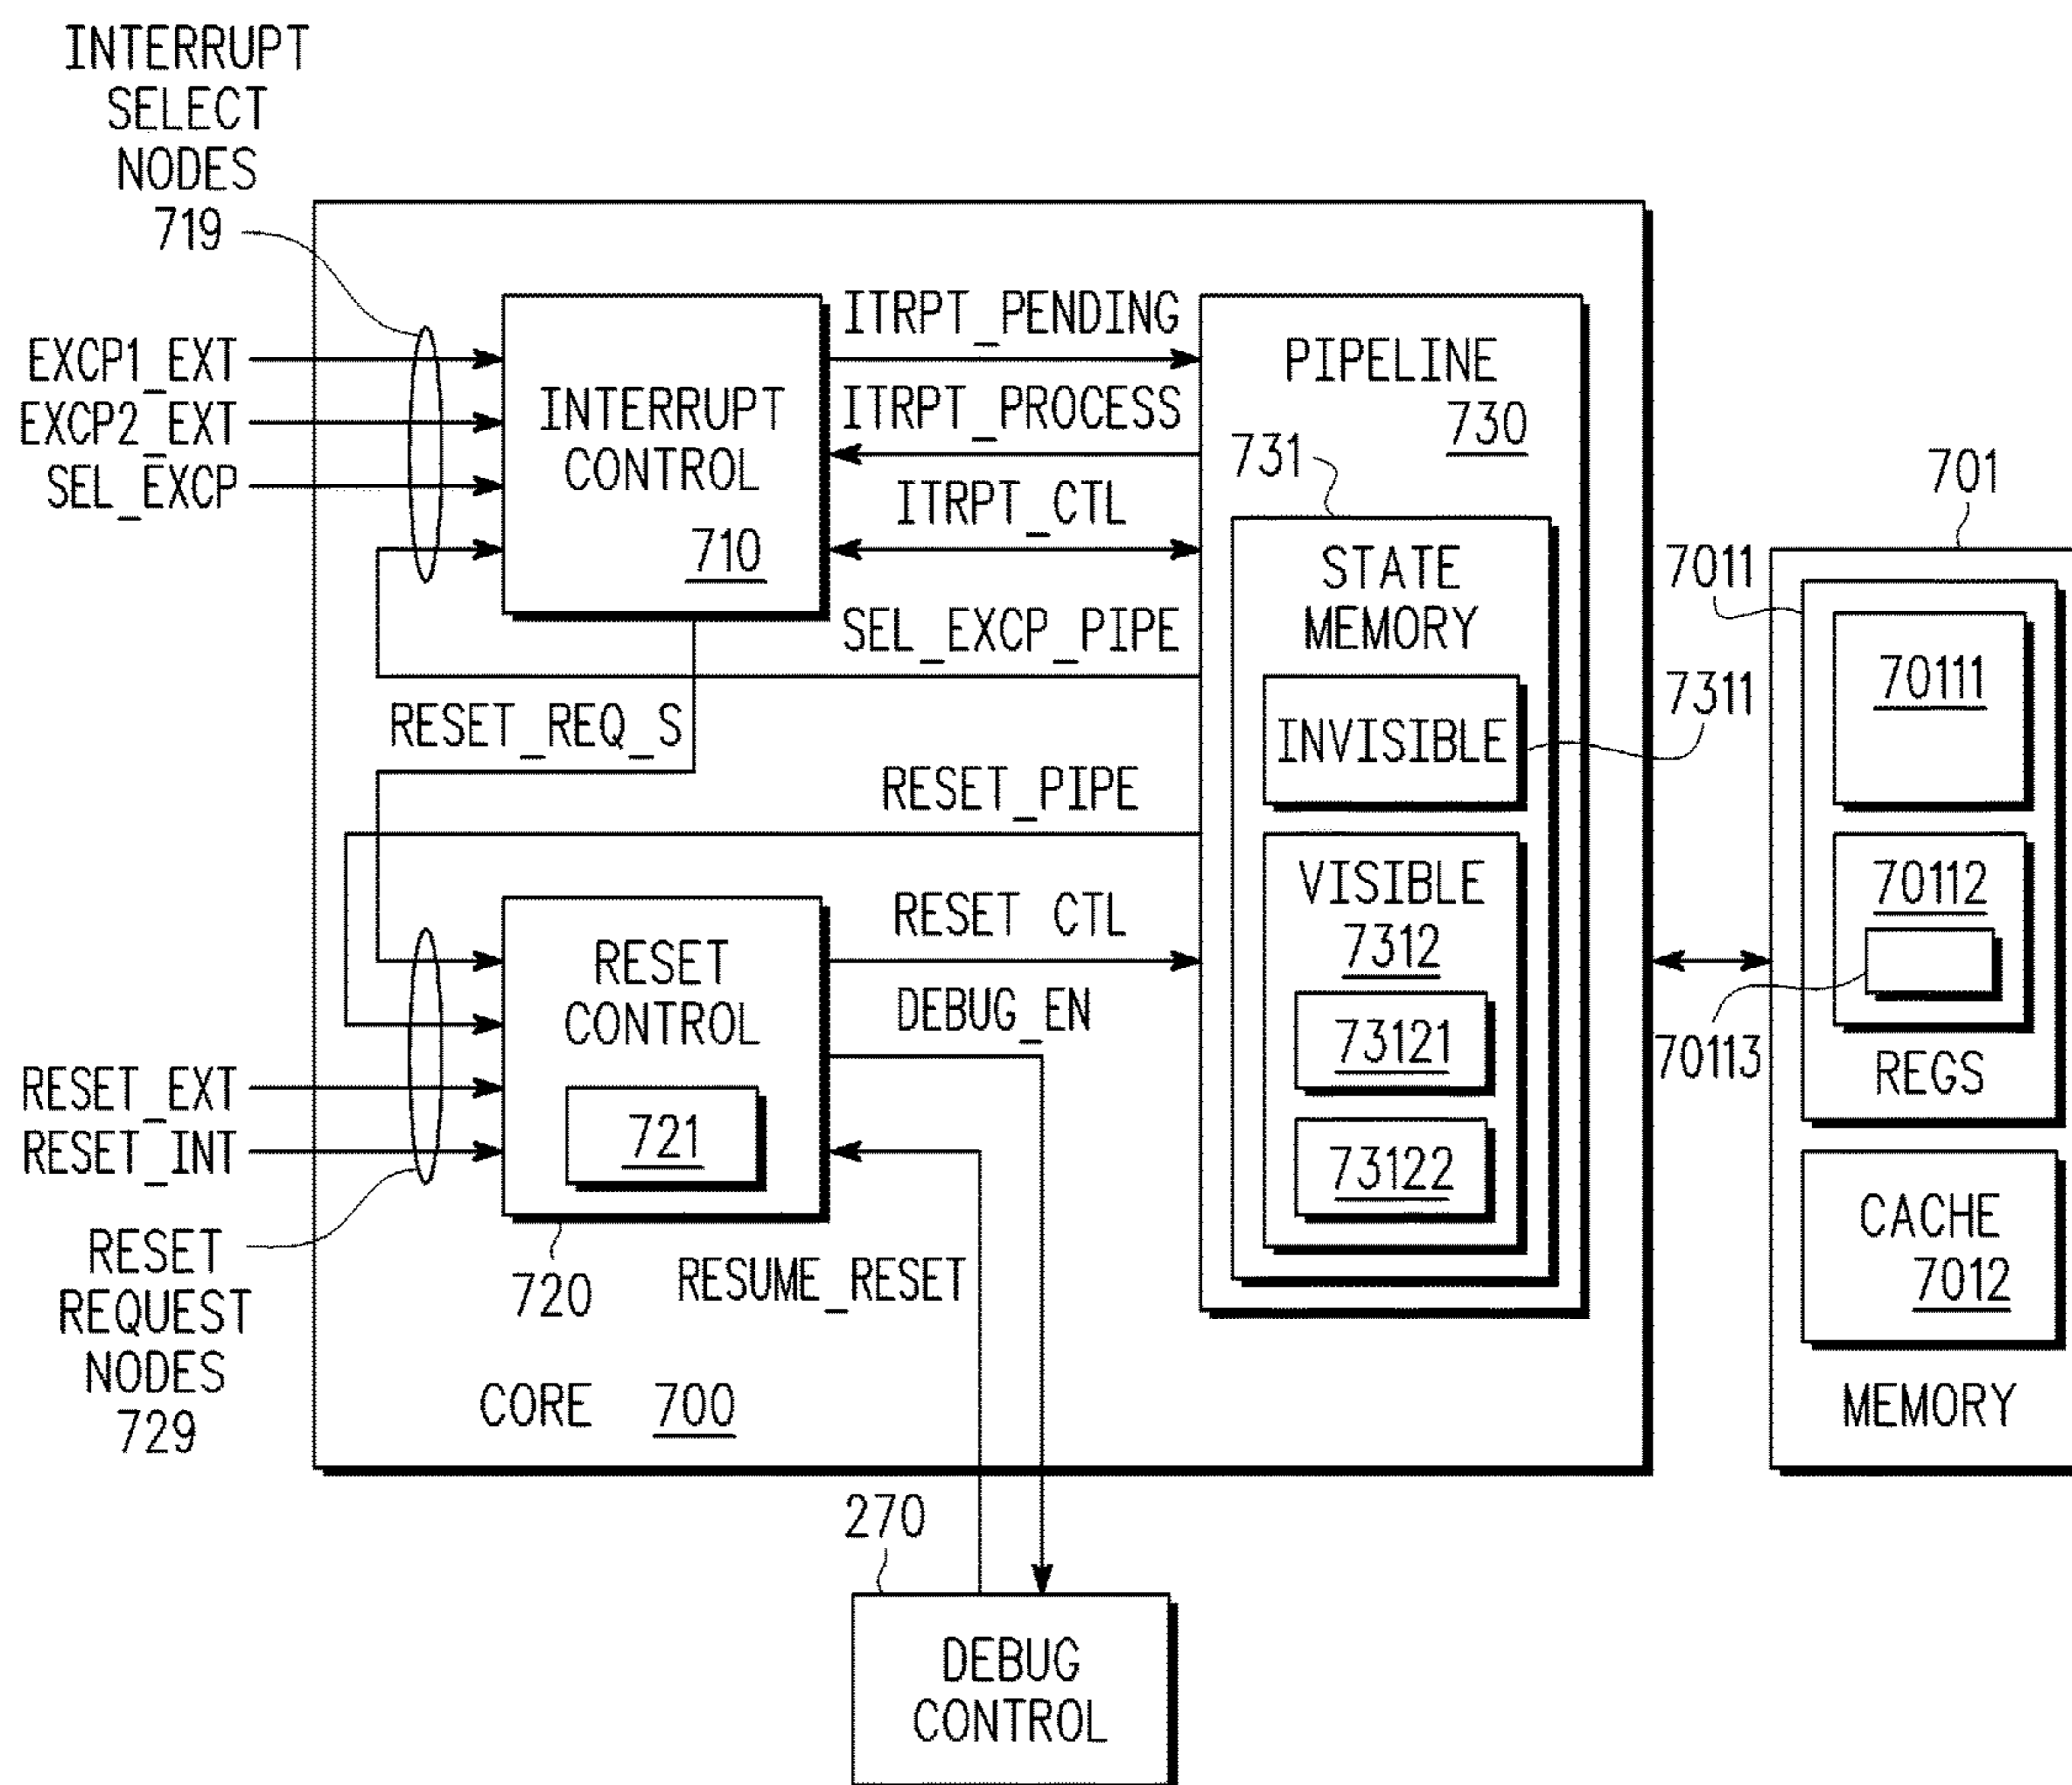 INTERRUPT
SELECT
NODES
719
EXCP1_EXT
EXCP2_EXT
SEL_EXCP
INTERRUPT
CONTROL
710
ITRPT_PENDING
ITRPT_PROCESS
ITRPT_CTL
SEL_EXCP_PIPE
RESET_REQ_S
RESET_PIPE
PIPELINE
730
731
STATE
MEMORY
INVISIBLE
7311
VISIBLE
7312
73121
73122
RESET
CONTROL
721
720
RESET CTL
DEBUG_EN
RESUME_RESET
RESET_EXT
RESET_INT
RESET
REQUEST
NODES
729
CORE 700
701
7011
70111
70112
70113
REGS
CACHE
7012
MEMORY
270
DEBUG
CONTROL